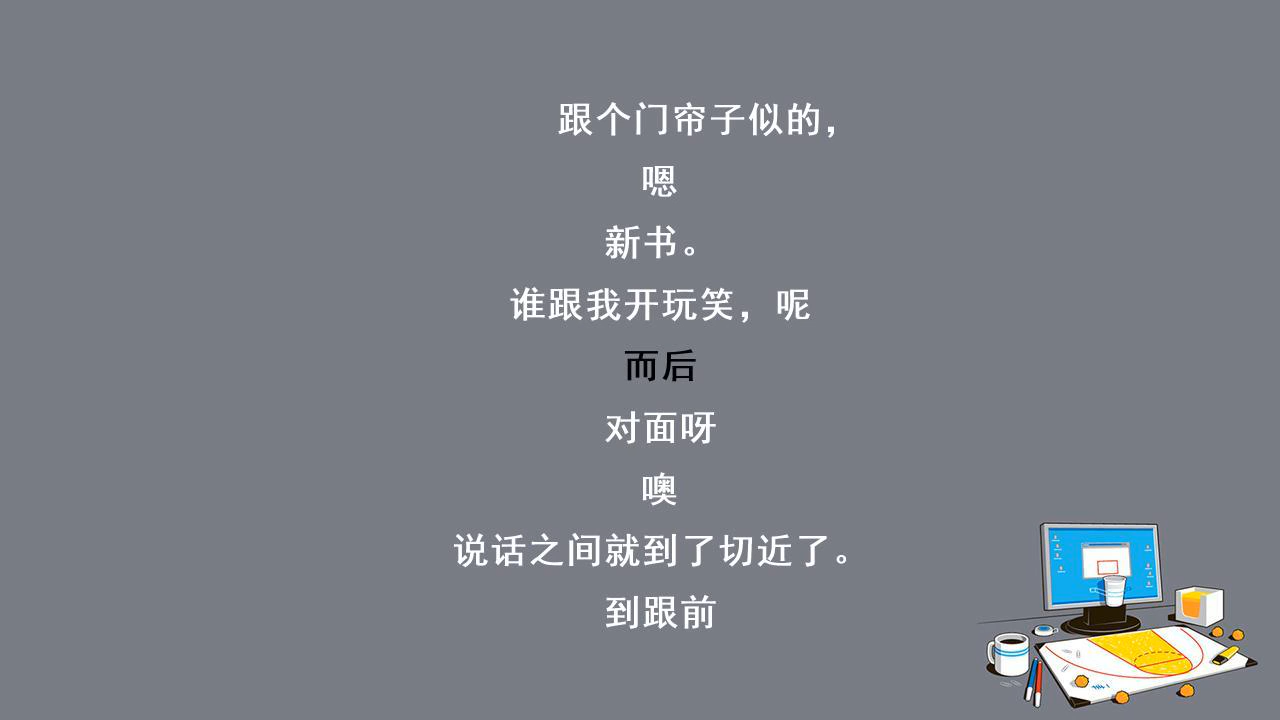 跟个门帘子似的，
嗯
新书。
谁跟我开玩笑，呢
而后
对面呀
噢
说话之间就到了切近了。
到跟前